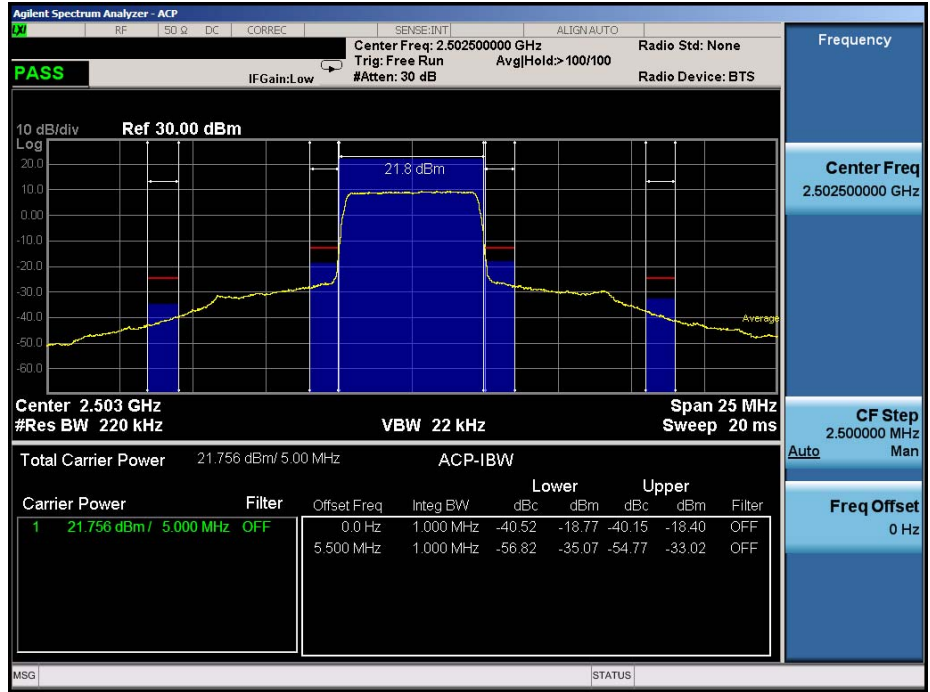 Agilent Spectrum Analyzer - ACP
LXI RF 50 Ω DC CORREC SENSE:INT ALIGNAUTO
Center Freq: 2.502500000 GHz Radio Std: None
Trig: Free Run Avg|Hold:>100/100
PASS IFGain:Low #Atten: 30 dB Radio Device: BTS
10 dB/div Ref 30.00 dBm
Log
20.0
21.8 dBm
10.0
0.00
-10.0
-20.0
-30.0
-40.0
Average
-50.0
-60.0
Center 2.503 GHz Span 25 MHz
#Res BW 220 kHz VBW 22 kHz Sweep 20 ms
Total Carrier Power 21.756 dBm/ 5.00 MHz ACP-IBW
Lower Upper
Carrier Power Filter Offset Freq Integ BW dBc dBm dBc dBm Filter
1 21.756 dBm / 5.000 MHz OFF 0.0 Hz 1.000 MHz -40.52 -18.77 -40.15 -18.40 OFF
5.500 MHz 1.000 MHz -56.82 -35.07 -54.77 -33.02 OFF
MSG STATUS
Frequency
Center Freq
2.502500000 GHz
CF Step
2.500000 MHz
Auto Man
Freq Offset
0 Hz